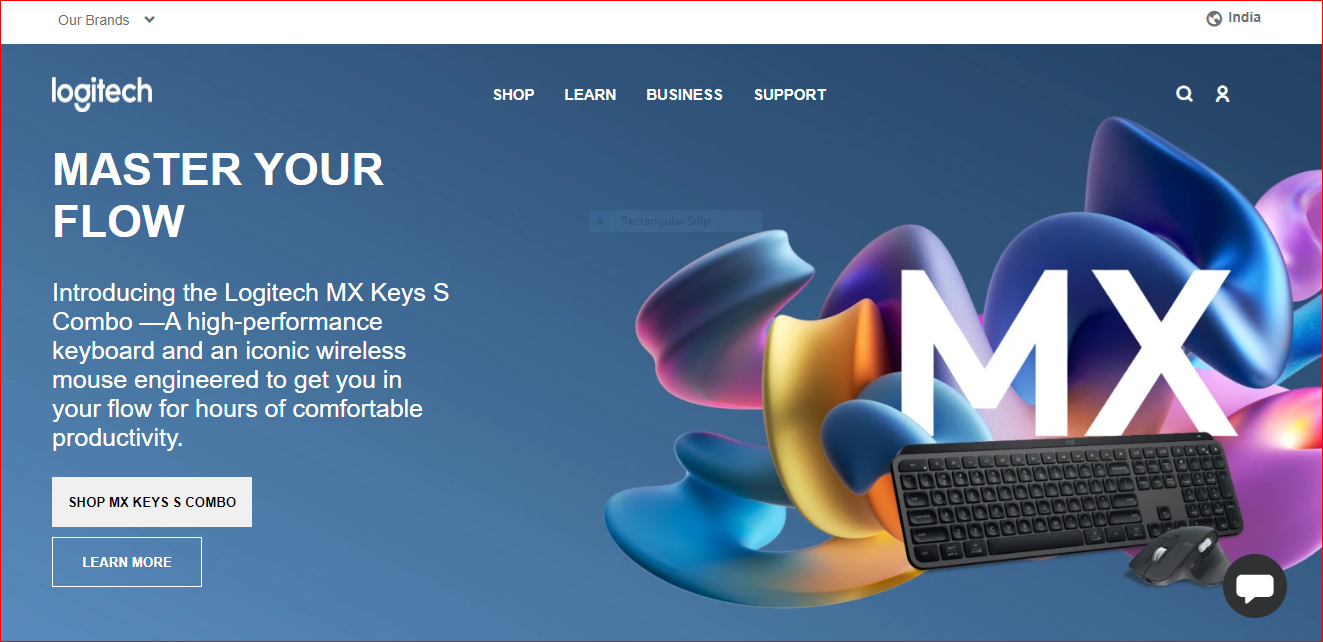 Our Brands
India
logitech
SHOP LEARN BUSINESS SUPPORT
MASTER YOUR
FLOW
Rectangular Snip
Introducing the Logitech MX Keys S
Combo —A high-performance
keyboard and an iconic wireless
mouse engineered to get you in
your flow for hours of comfortable
productivity.
MX
SHOP MX KEYS S COMBO
LEARN MORE